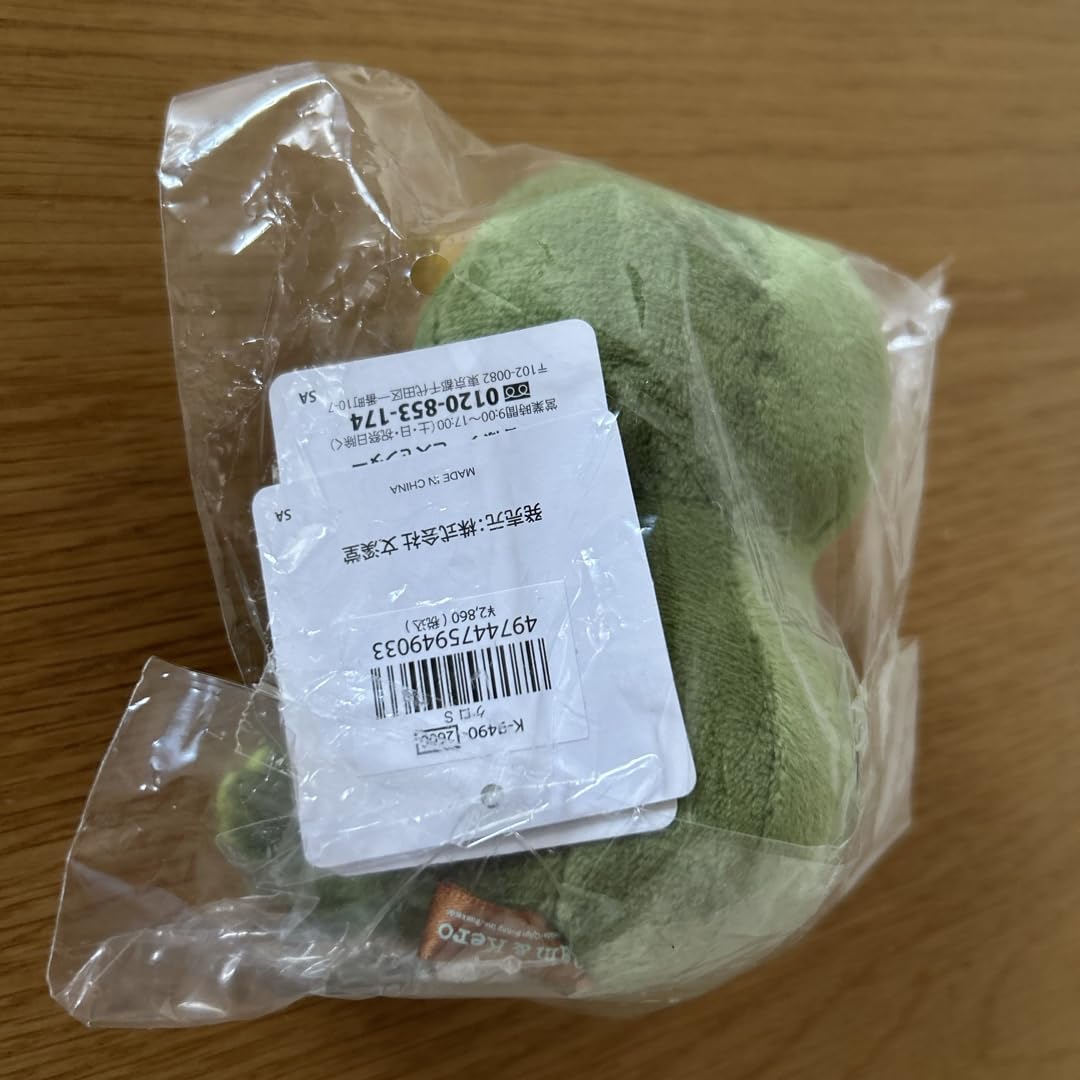 2600
ケロ S
4974475949033
¥2,860 (税込)
発売元:株式会社 文溪堂
MADE IN CHINA
SA
営業時間9:00～17:00(土・日・祝祭日除く)
0120-853-174
〒102-0082 東京都千代田区一番町10-7
SA
& Kero